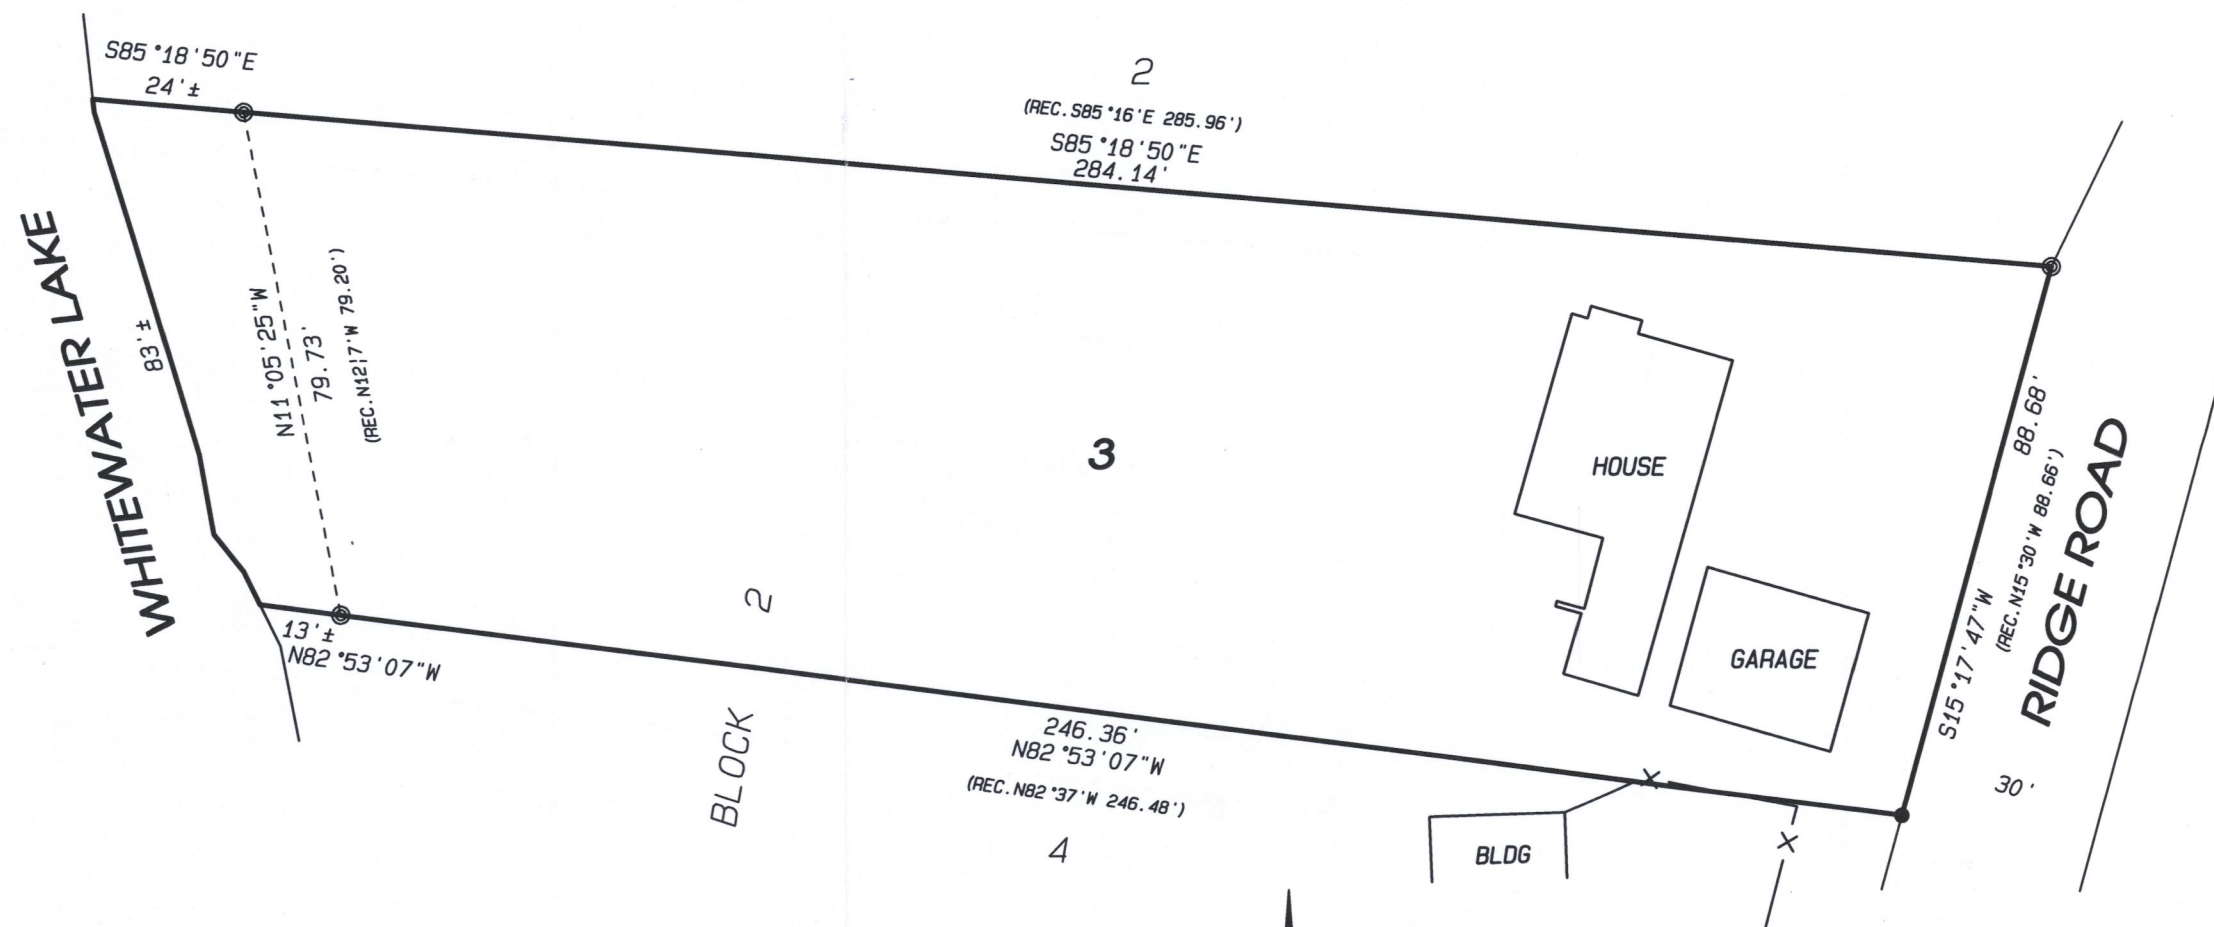 S85°18'50"E
24'±
2
(REC.S85°16'E 285.96')
S85°18'50"E
284.14'
WHITEWATER LAKE
83'±
N11°05'25"W
79.73'
(REC.N12¦7'W 79.20')
3
HOUSE
GARAGE
88.68'
S15°17'47"W
(REC.N15°30'W 88.66')
RIDGE ROAD
30'
13'±
N82°53'07"W
BLOCK 2
246.36'
N82°53'07"W
(REC.N82°37'W 246.48')
4
X
X
BLDG